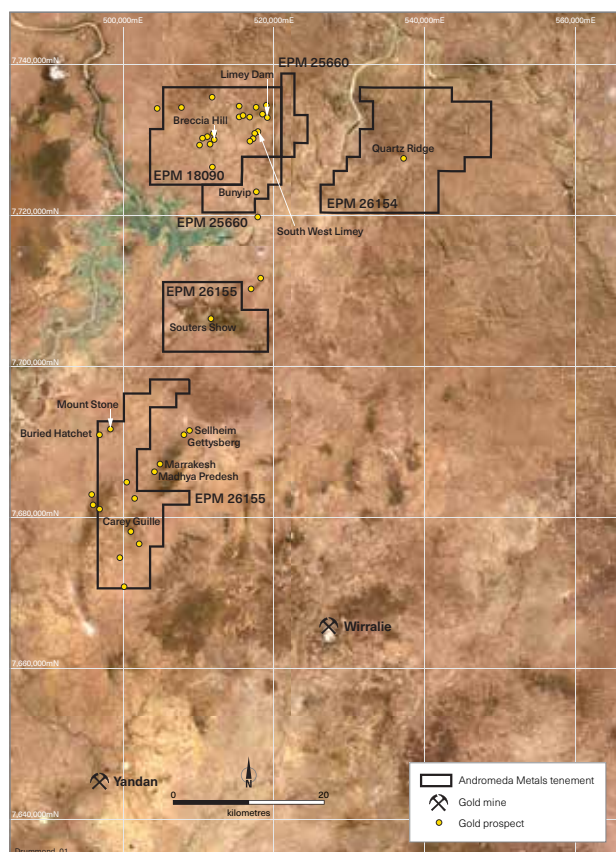 500,000mE
520,000mE
540,000mE
560,000mE
7,740,000mN
EPM 25660
Limey Dam
Breccia Hill
Quartz Ridge
EPM 18090
Bunyip
EPM 26154
7,720,000mN
EPM 25660
South West Limey
EPM 26155
Souters Show
7,700,000mN
Mount Stone
Buried Hatchet
Sellheim
Gettysberg
Marrakesh
Madhya Predesh
EPM 26155
7,680,000mN
Carey Guille
Wirralie
7,660,000mN
Yandan
N
0
20
kilometres
Andromeda Metals tenement
Gold mine
Gold prospect
7,640,000mN
Drummond_01